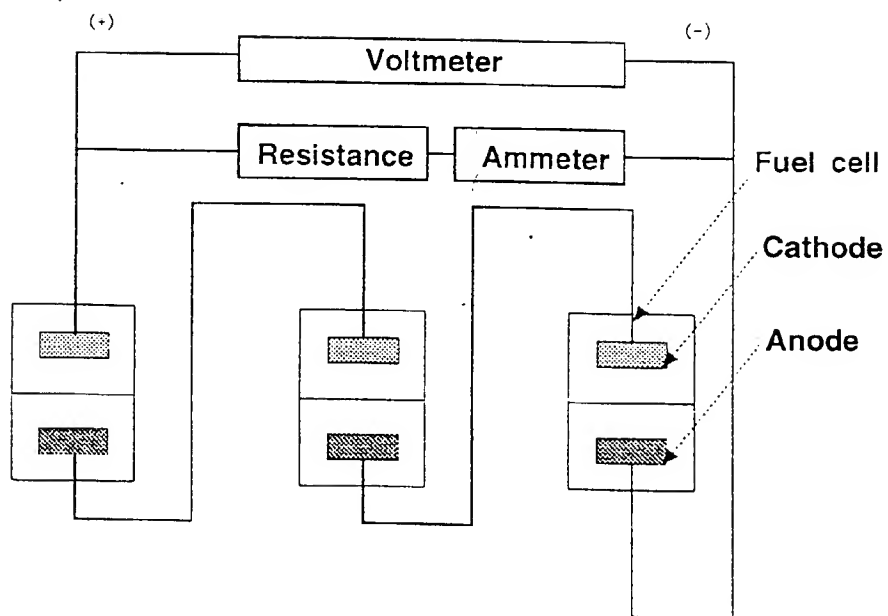 (+)
(-)
Voltmeter
Resistance
Ammeter
Fuel cell
Cathode
Anode